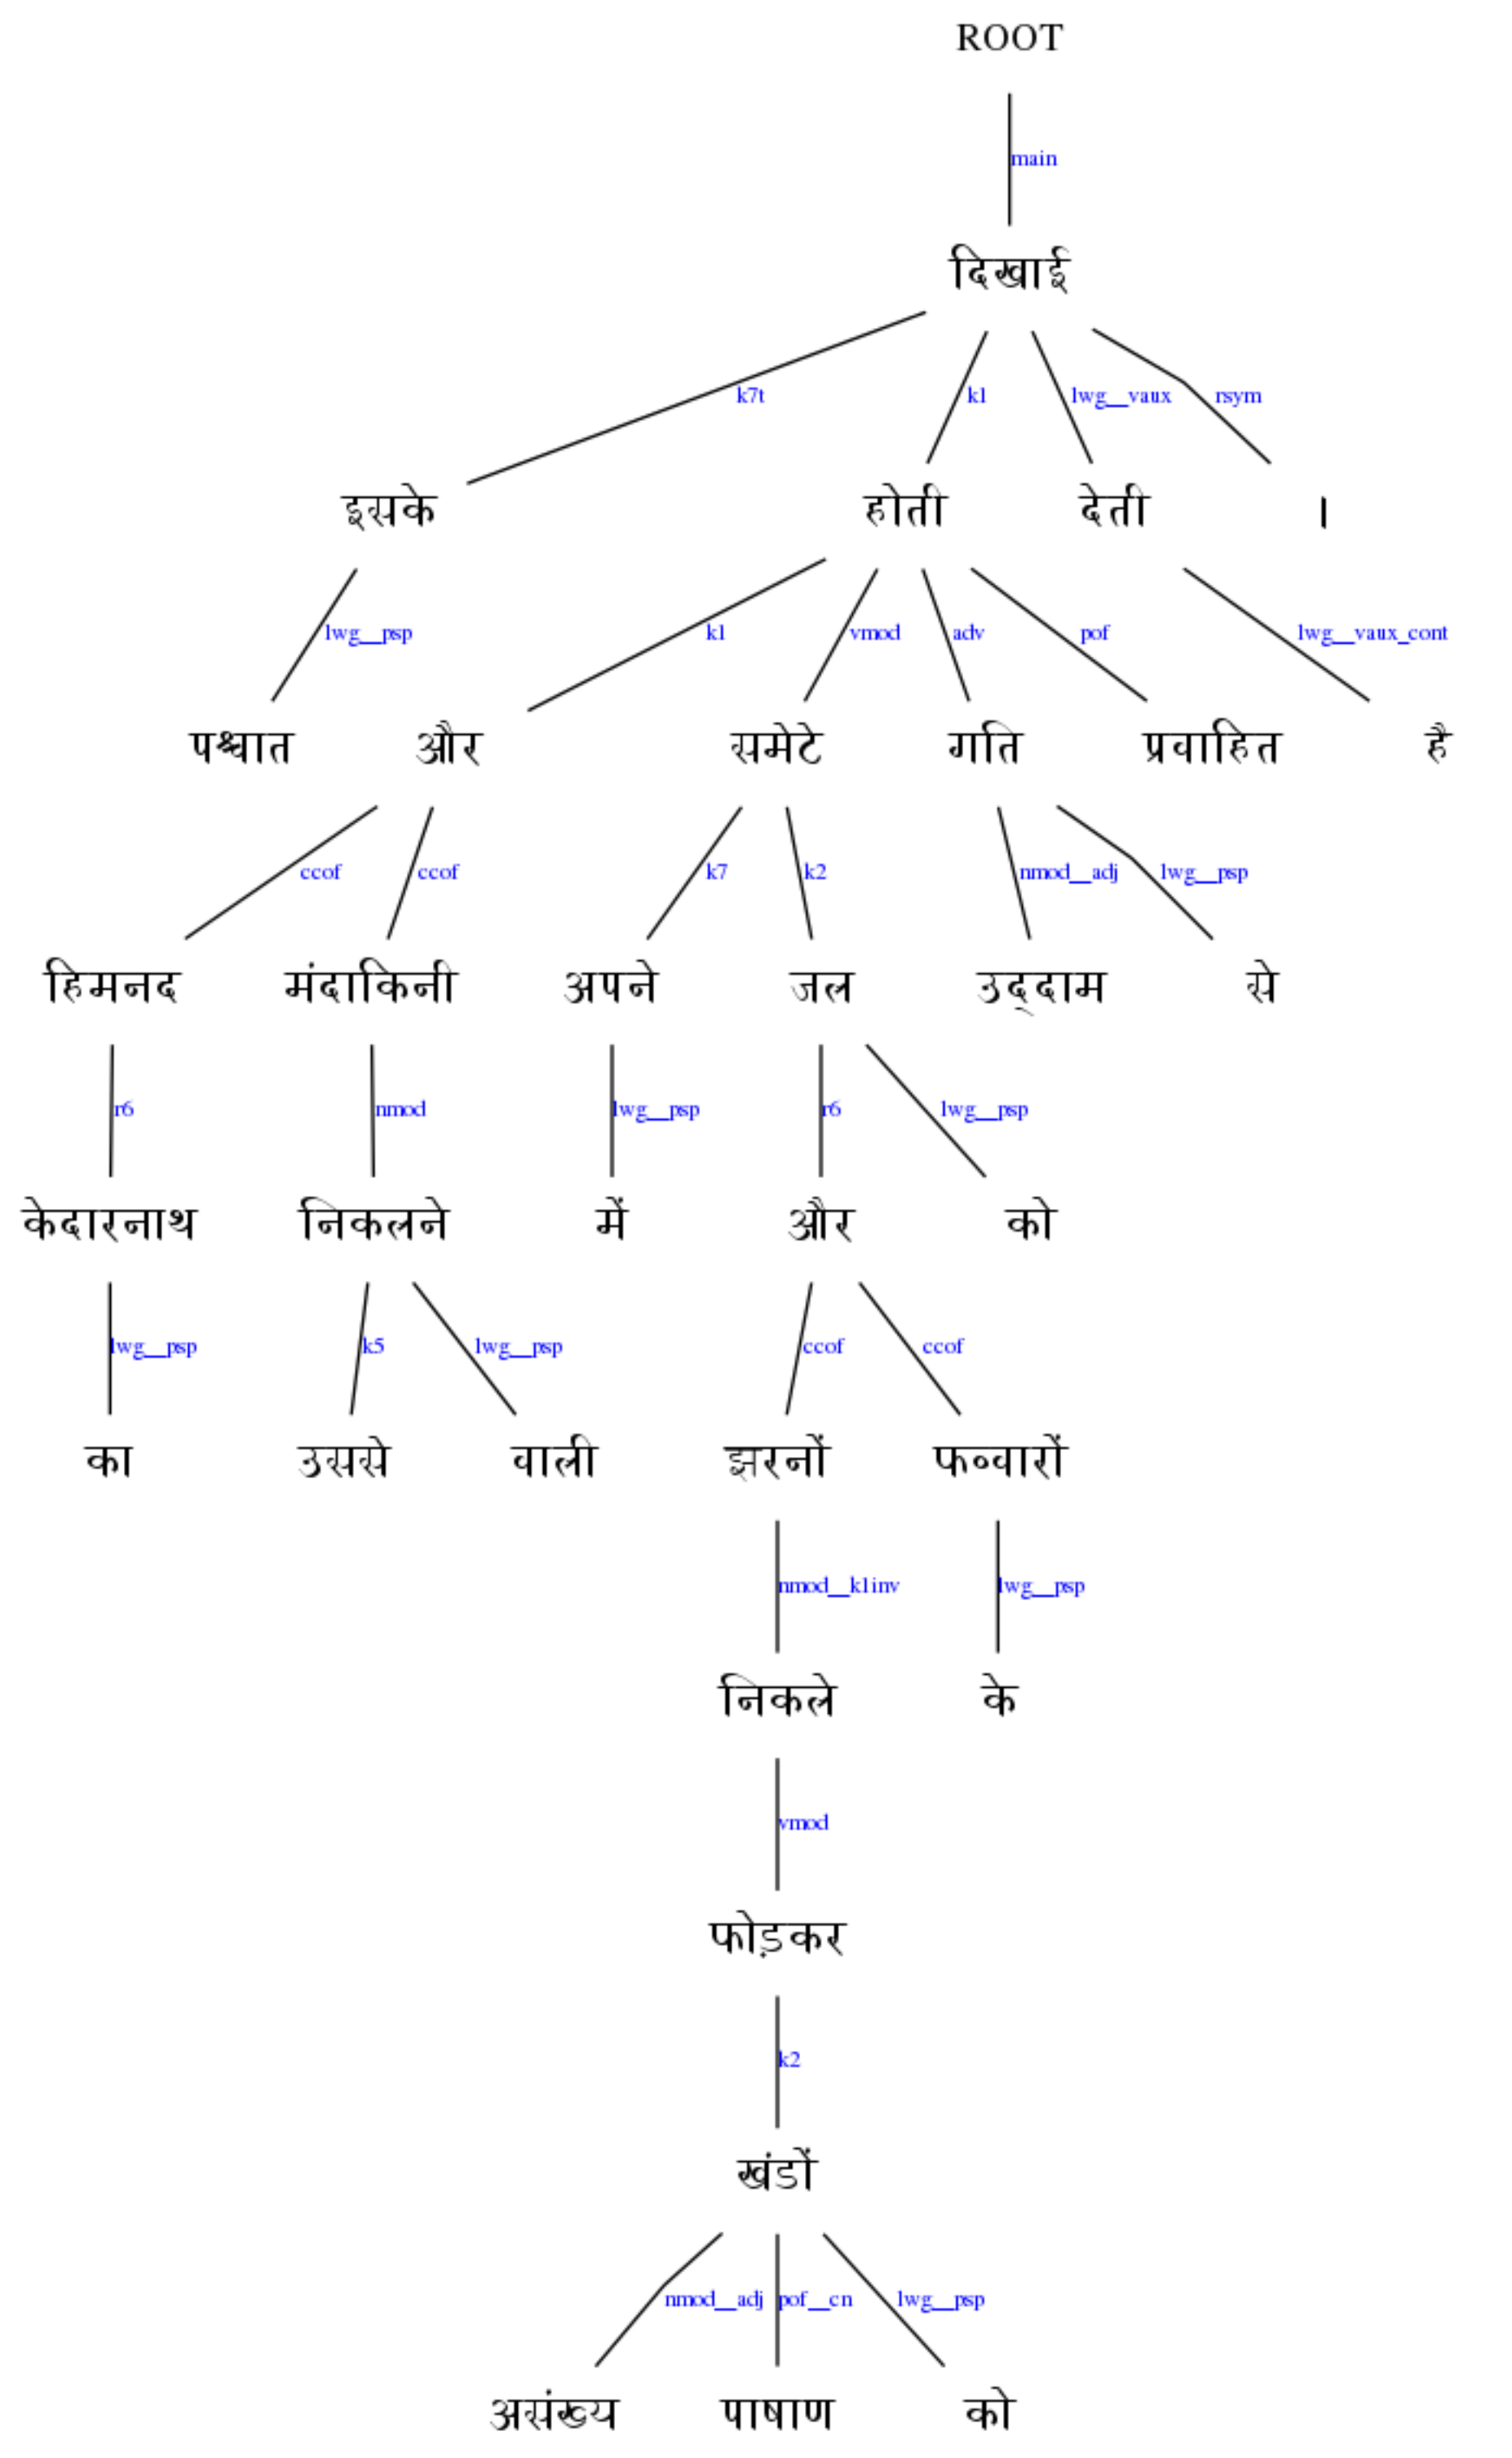 ROOT
main
दिखाई
k7t k1 lwg__vaux rsym
इसके होती देती ।
lwg__psp k1 vmod adv pof lwg__vaux_cont
पश्चात और समेटे गति प्रवाहित है
ccof ccof k7 k2 nmod__adj lwg__psp
हिमनद मंदाकिनी अपने जल उद्दाम से
r6 nmod lwg__psp r6 lwg__psp
केदारनाथ निकलने में और को
lwg__psp k5 lwg__psp ccof ccof
का उससे वाली झरनों फव्वारों
nmod__k1inv lwg__psp
निकले के
vmod
फोड़कर
k2
खंडों
nmod__adj pof__cn lwg__psp
असंख्य पाषाण को